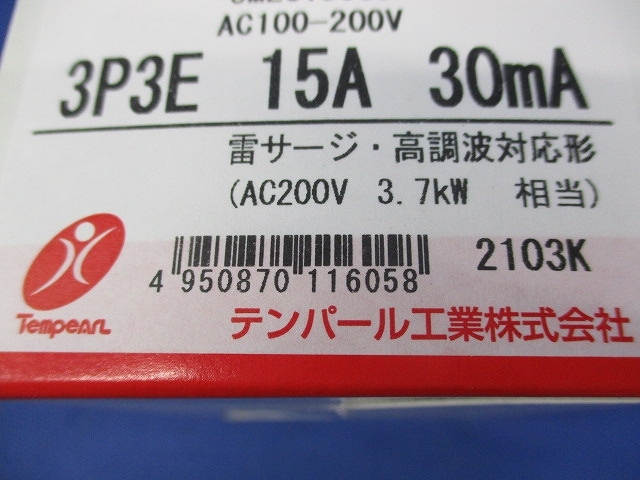 AC100-200V
3P3E 15A 30mA
雷サージ・高調波対応形
(AC200V 3.7kW 相当)
4 950870 116058
2103K
Tempearl
テンパール工業株式会社